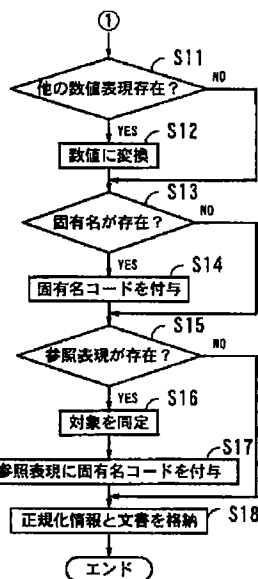 ①
S11
他の数値表現存在？
NO
YES
S12
数値に変換
S13
固有名が存在？
NO
YES
S14
固有名コードを付与
S15
参照表現が存在？
NO
YES
S16
対象を同定
S17
参照表現に固有名コードを付与
S18
正規化情報と文書を格納
エンド